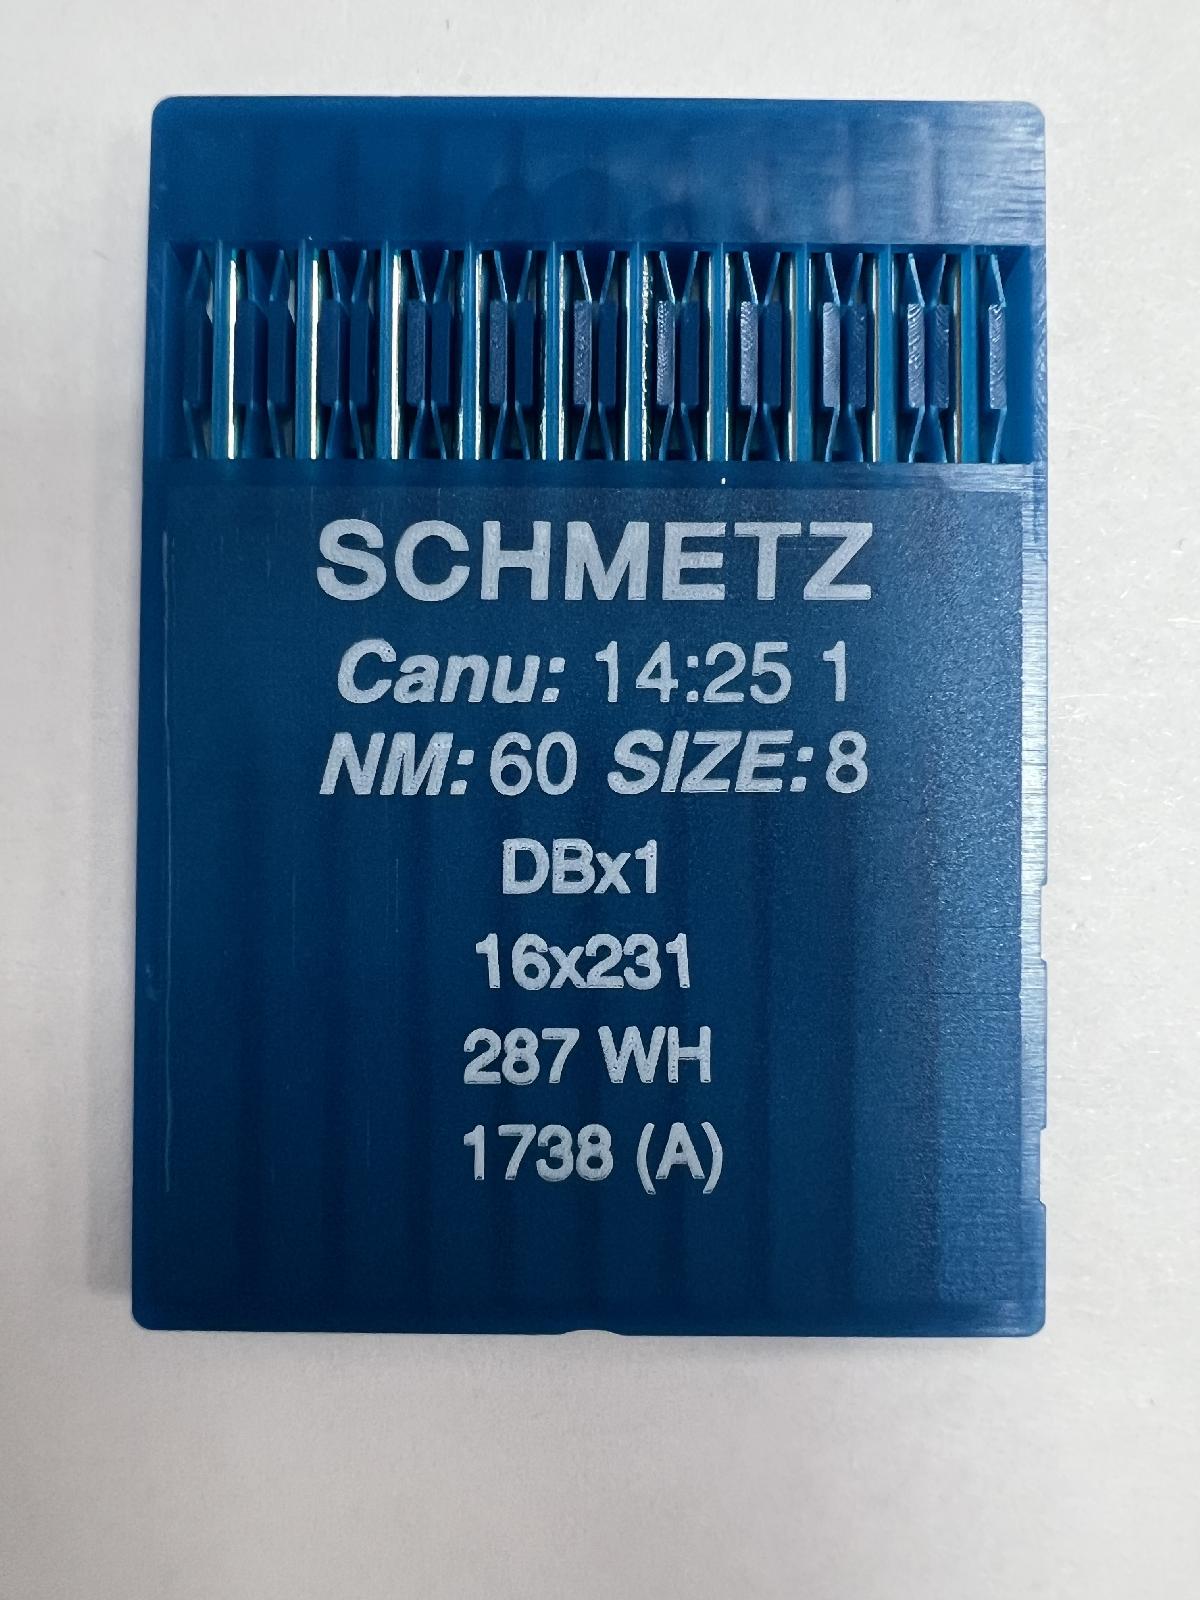 SCHMETZ
Canu: 14:25 1
NM: 60 SIZE: 8
DBx1
16x231
287 WH
1738 (A)